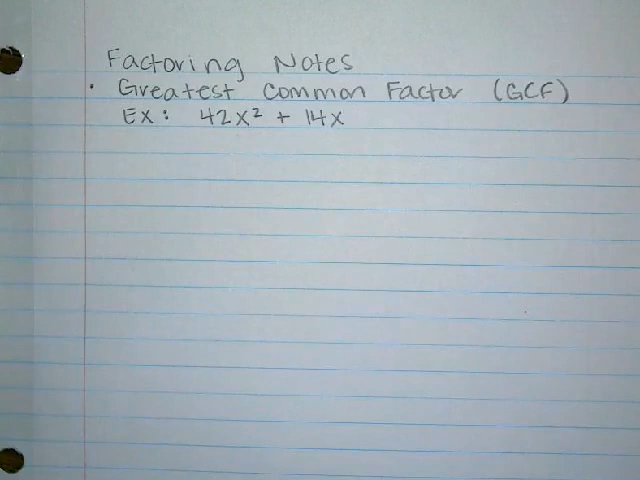 Factoring Notes
• Greatest Common Factor (GCF)
EX: 42x² + 14x